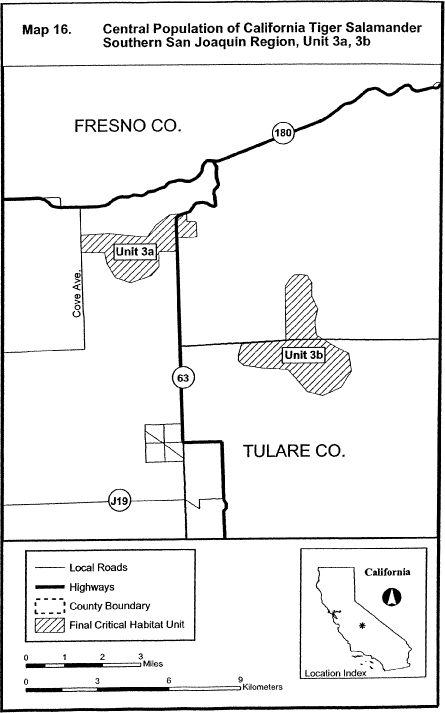 Map 16. Central Population of California Tiger Salamander
Southern San Joaquin Region, Unit 3a, 3b
FRESNO CO.
180
Unit 3a
Cove Ave.
Unit 3b
63
TULARE CO.
J19
Local Roads
Highways
County Boundary
Final Critical Habitat Unit
California
Location Index
0 1 2 3
Miles
0 3 6 9
Kilometers